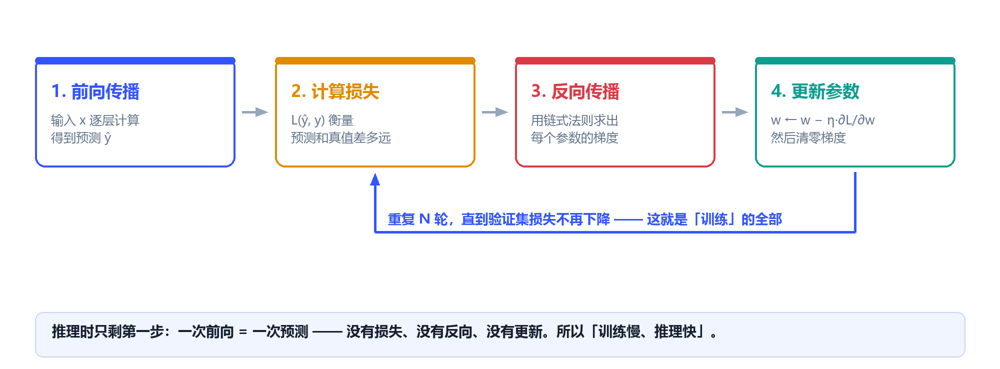 1. 前向传播
输入 x 逐层计算
得到预测 ŷ
2. 计算损失
L(ŷ, y) 衡量
预测和真值差多远
3. 反向传播
用链式法则求出
每个参数的梯度
4. 更新参数
w ← w − η·∂L/∂w
然后清零梯度
重复 N 轮，直到验证集损失不再下降 —— 这就是「训练」的全部
推理时只剩第一步：一次前向 = 一次预测 —— 没有损失、没有反向、没有更新。所以「训练慢、推理快」。